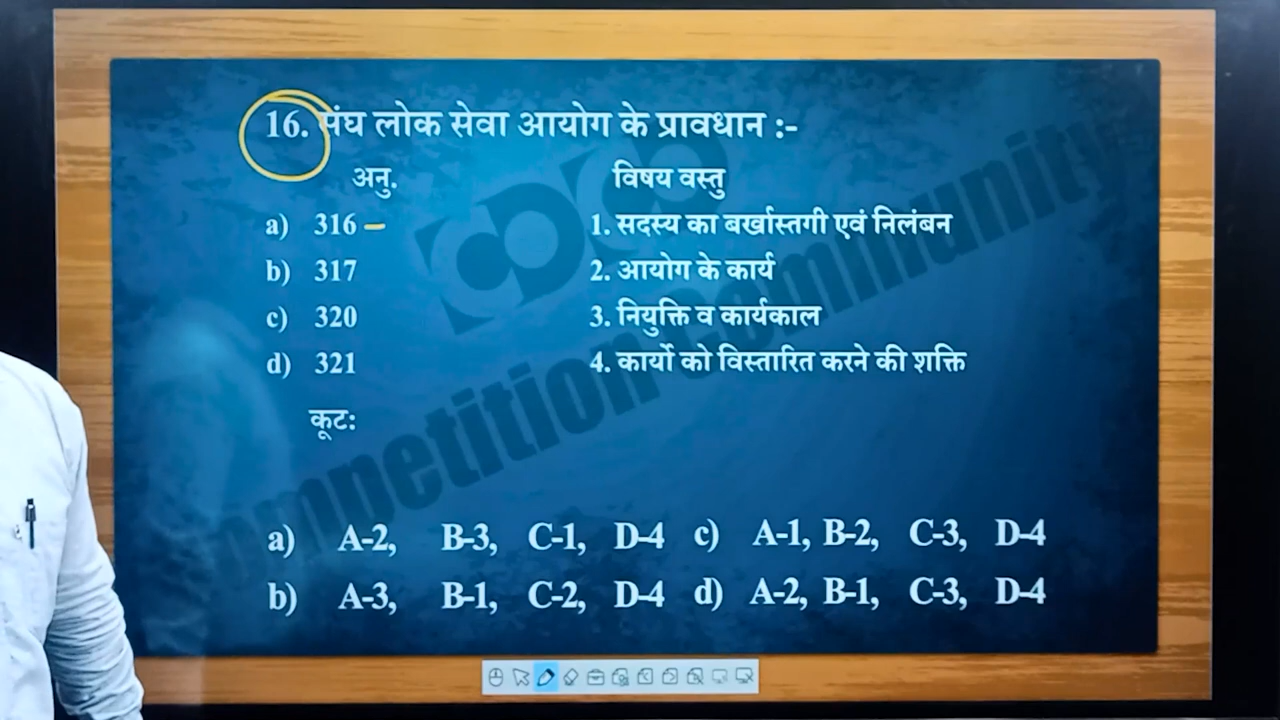 16. संघ लोक सेवा आयोग के प्रावधान :-
अनु. विषय वस्तु
a) 316 1. सदस्य का बर्खास्तगी एवं निलंबन
b) 317 2. आयोग के कार्य
c) 320 3. नियुक्ति व कार्यकाल
d) 321 4. कार्यो को विस्तारित करने की शक्ति
कूट:
a) A-2, B-3, C-1, D-4 c) A-1, B-2, C-3, D-4
b) A-3, B-1, C-2, D-4 d) A-2, B-1, C-3, D-4
Competition Community